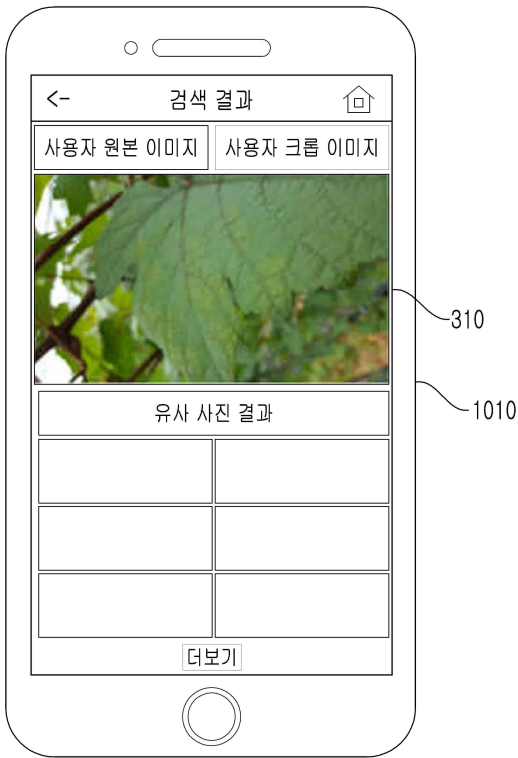 <- 검색 결과
사용자 원본 이미지 사용자 크롭 이미지
310
유사 사진 결과
1010
더보기